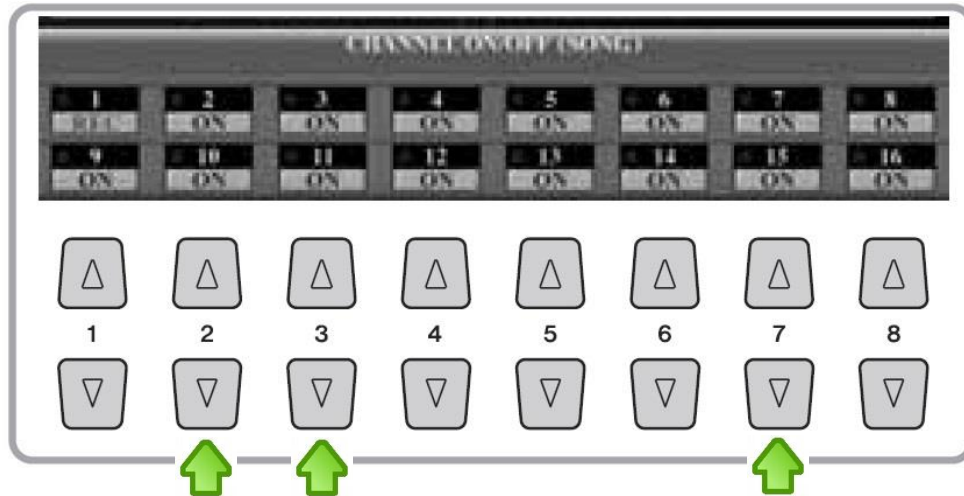 CHANNEL ON/OFF (SONG)
1 2 3 4 5 6 7 8
REC ON ON ON ON ON ON ON
9 10 11 12 13 14 15 16
ON ON ON ON ON ON ON ON
1 2 3 4 5 6 7 8